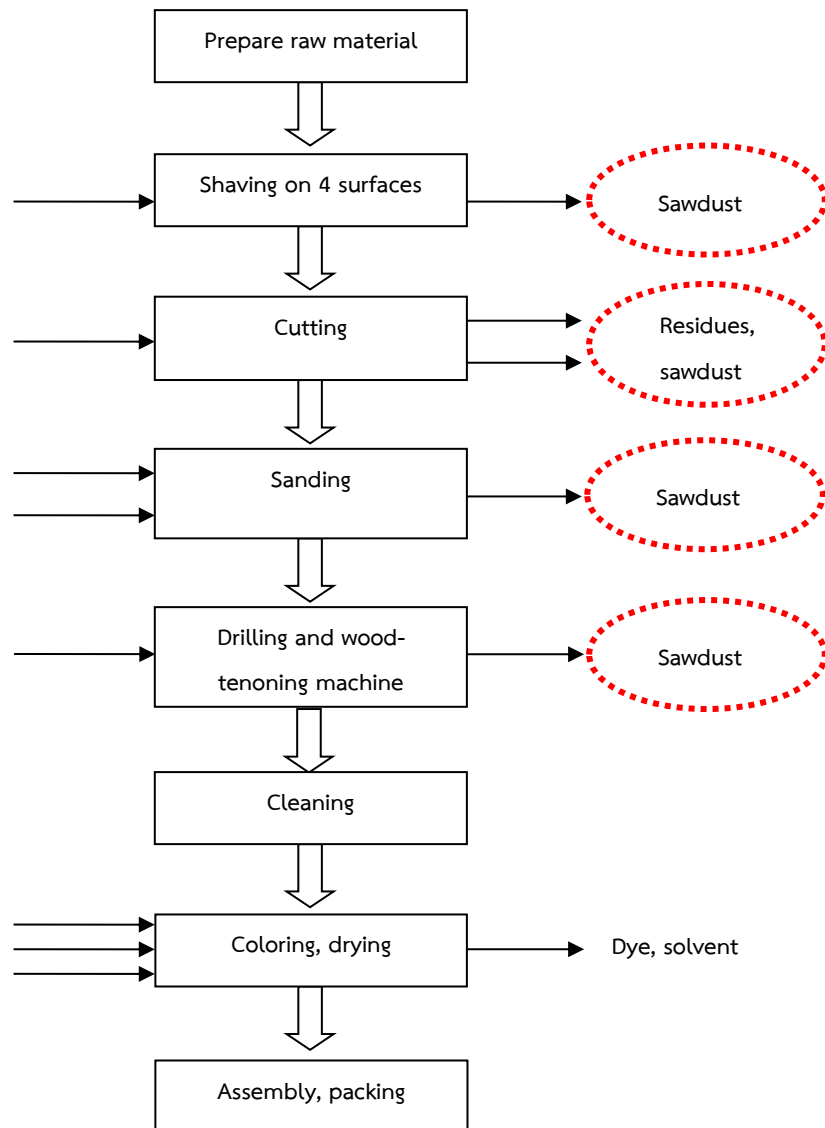 Prepare raw material
Shaving on 4 surfaces
Sawdust
Cutting
Residues,
sawdust
Sanding
Sawdust
Drilling and wood-
tenoning machine
Sawdust
Cleaning
Coloring, drying
Dye, solvent
Assembly, packing